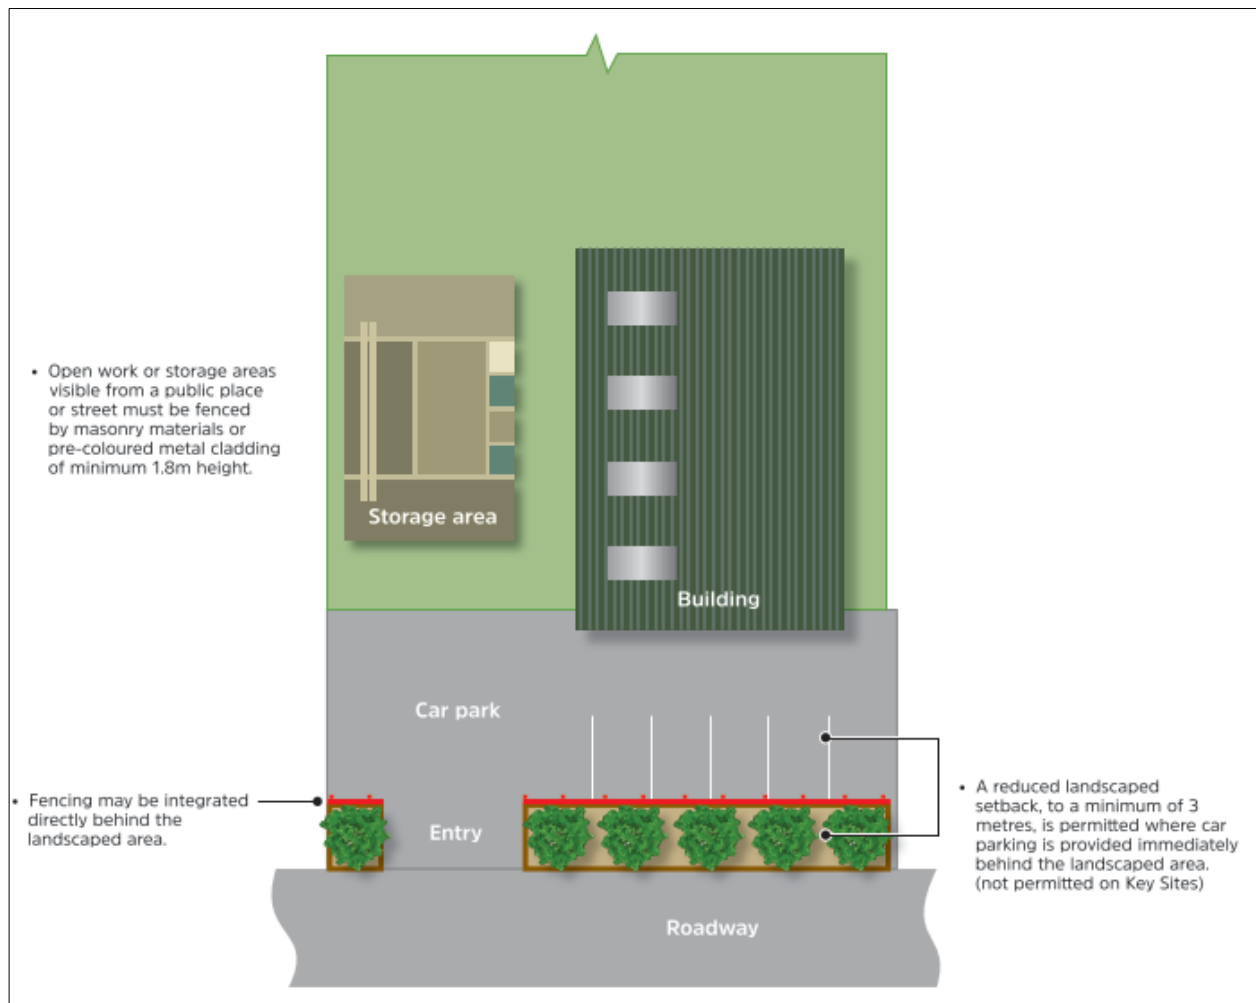 • Open work or storage areas
visible from a public place
or street must be fenced
by masonry materials or
pre-coloured metal cladding
of minimum 1.8m height.
Storage area
Building
Car park
• Fencing may be integrated
directly behind the
landscaped area.
Entry
• A reduced landscaped
setback, to a minimum of 3
metres, is permitted where car
parking is provided immediately
behind the landscaped area.
(not permitted on Key Sites)
Roadway